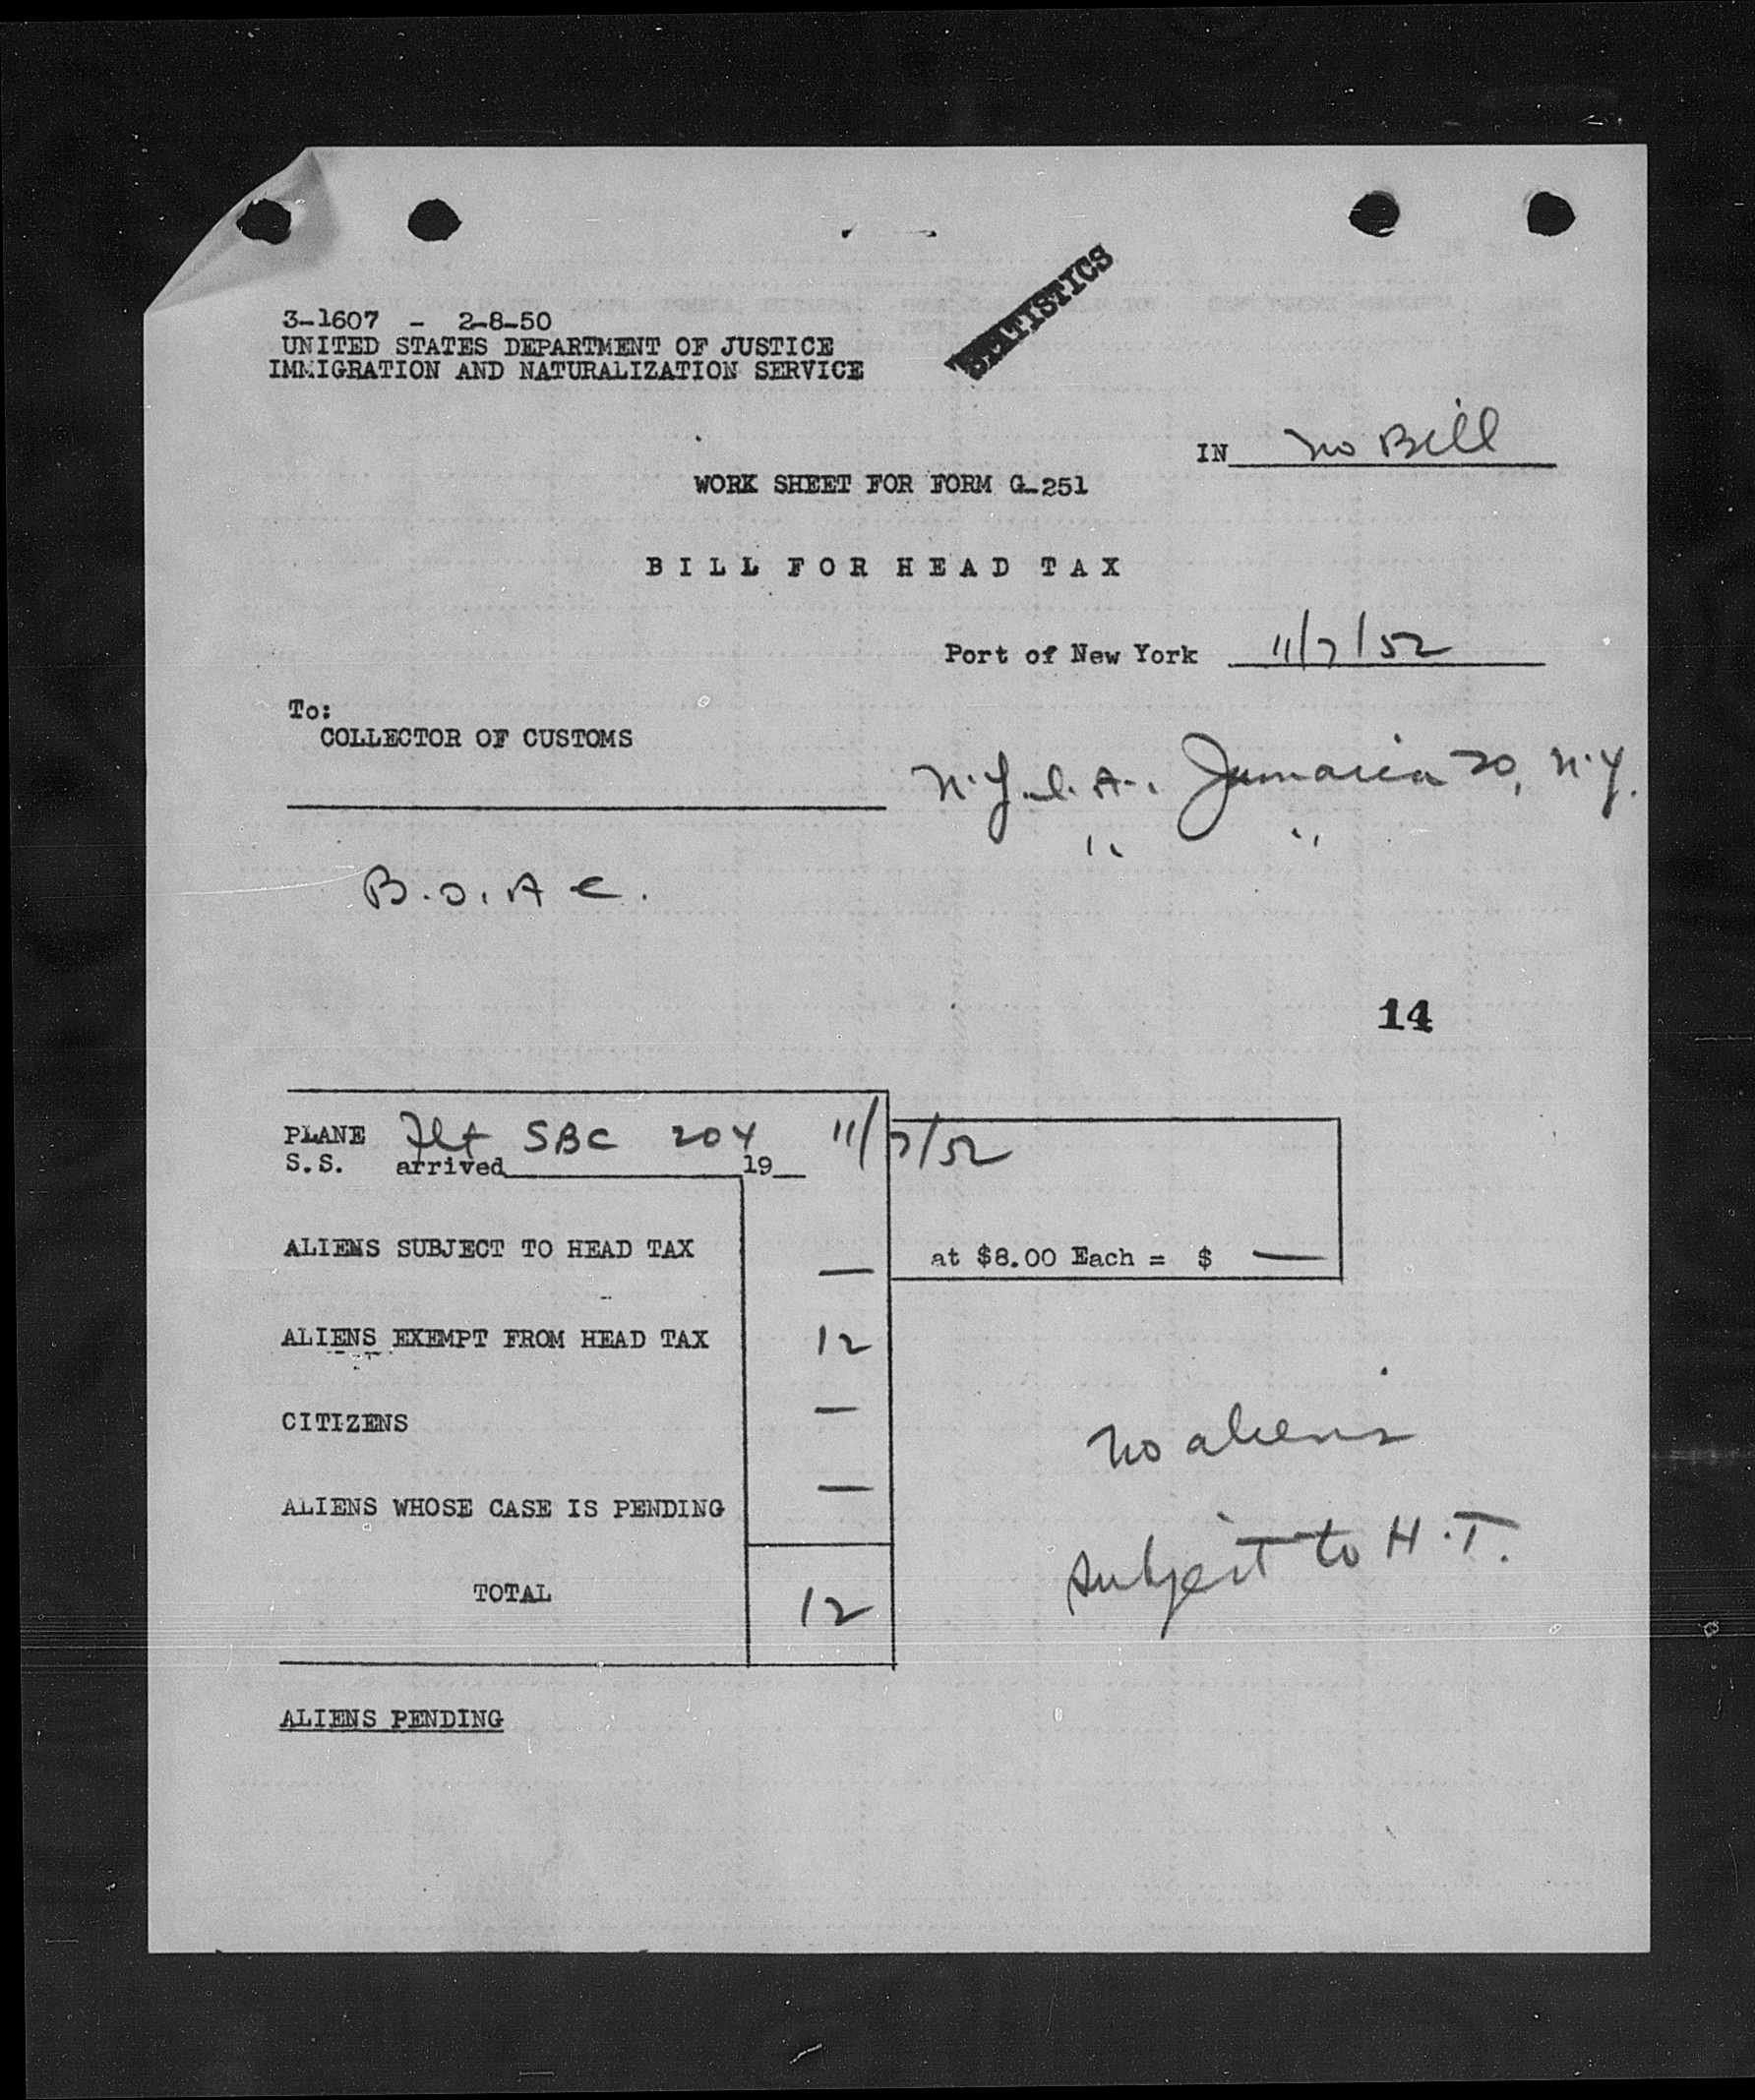 STATISTICS
3-1607 - 2-8-50
UNITED STATES DEPARTMENT OF JUSTICE
IMMIGRATION AND NATURALIZATION SERVICE
IN no Bill
WORK SHEET FOR FORM G-251
BILL FOR HEAD TAX
Port of New York 11/7/52
To:
COLLECTOR OF CUSTOMS
N.Y.I.A., Jamaica 30, N.Y.
" "
B.O.A C.
14
PLANE Flt SBC 204 11/7/52
S.S. arrived 19
ALIENS SUBJECT TO HEAD TAX — at $8.00 Each = $ —
ALIENS EXEMPT FROM HEAD TAX 12
CITIZENS —
ALIENS WHOSE CASE IS PENDING —
no aliens
subject to H.T.
TOTAL 12
ALIENS PENDING